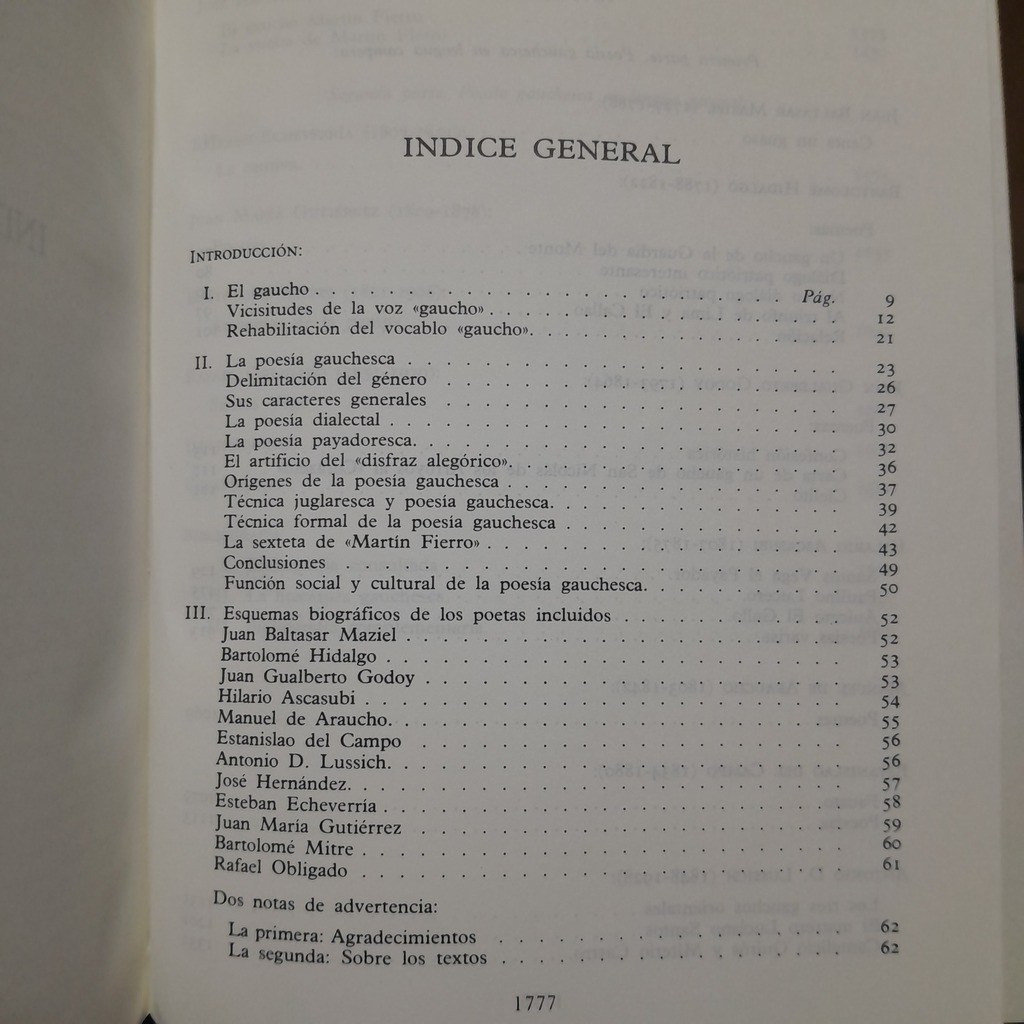 INDICE GENERAL
INTRODUCCIÓN:
I. El gaucho . . . . . . . . . . . . . . . . . . . . . . . Pág. 9
Vicisitudes de la voz «gaucho» . . . . . . . . . . . . . . . . . 12
Rehabilitación del vocablo «gaucho». . . . . . . . . . . . . . . 21
II. La poesía gauchesca . . . . . . . . . . . . . . . . . . . . . 23
Delimitación del género . . . . . . . . . . . . . . . . . . . 26
Sus caracteres generales . . . . . . . . . . . . . . . . . . . 27
La poesía dialectal . . . . . . . . . . . . . . . . . . . . . . 30
La poesía payadoresca. . . . . . . . . . . . . . . . . . . . . 32
El artificio del «disfraz alegórico». . . . . . . . . . . . . . . . 36
Orígenes de la poesía gauchesca . . . . . . . . . . . . . . . . 37
Técnica juglaresca y poesía gauchesca. . . . . . . . . . . . . . 39
Técnica formal de la poesía gauchesca . . . . . . . . . . . . . 42
La sexteta de «Martín Fierro» . . . . . . . . . . . . . . . . . 43
Conclusiones . . . . . . . . . . . . . . . . . . . . . . . . 49
Función social y cultural de la poesía gauchesca. . . . . . . . . 50
III. Esquemas biográficos de los poetas incluidos . . . . . . . . . . 52
Juan Baltasar Maziel . . . . . . . . . . . . . . . . . . . . . 52
Bartolomé Hidalgo . . . . . . . . . . . . . . . . . . . . . . 53
Juan Gualberto Godoy . . . . . . . . . . . . . . . . . . . . 53
Hilario Ascasubi . . . . . . . . . . . . . . . . . . . . . . . 54
Manuel de Araucho. . . . . . . . . . . . . . . . . . . . . . 55
Estanislao del Campo . . . . . . . . . . . . . . . . . . . . 56
Antonio D. Lussich. . . . . . . . . . . . . . . . . . . . . . 56
José Hernández. . . . . . . . . . . . . . . . . . . . . . . . 57
Esteban Echeverría . . . . . . . . . . . . . . . . . . . . . . 58
Juan María Gutiérrez . . . . . . . . . . . . . . . . . . . . 59
Bartolomé Mitre . . . . . . . . . . . . . . . . . . . . . . . 60
Rafael Obligado . . . . . . . . . . . . . . . . . . . . . . . 61
Dos notas de advertencia:
La primera: Agradecimientos . . . . . . . . . . . . . . . . . 62
La segunda: Sobre los textos . . . . . . . . . . . . . . . . . 62
1777